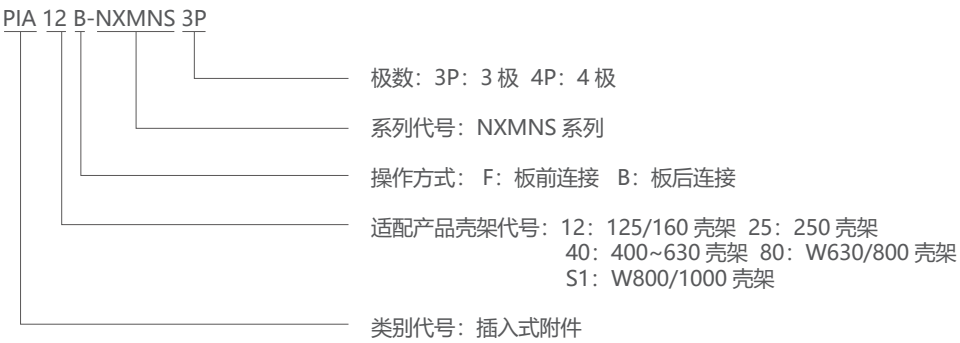 PIA 12 B-NXMNS 3P
极数：3P：3 极 4P：4 极
系列代号：NXMNS 系列
操作方式： F：板前连接 B：板后连接
适配产品壳架代号：12：125/160 壳架 25：250 壳架
40：400~630 壳架 80：W630/800 壳架
S1：W800/1000 壳架
类别代号：插入式附件